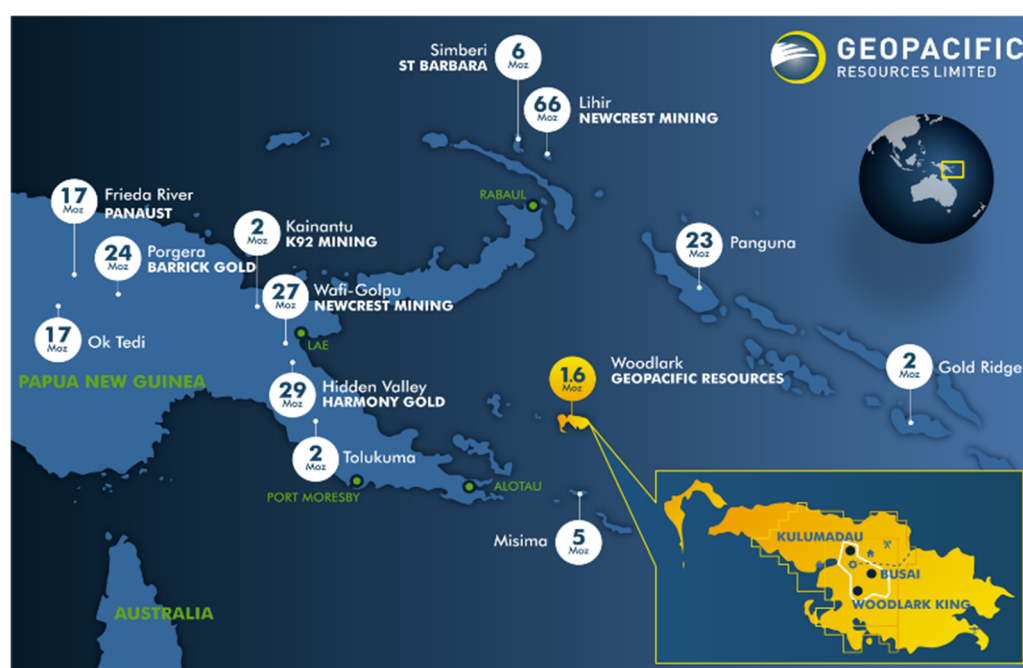 GEOPACIFIC
RESOURCES LIMITED
Simberi
ST BARBARA
6
Moz
66
Moz
Lihir
NEWCREST MINING
RABAUL
17
Moz
Frieda River
PANAUST
2
Moz
Kainantu
K92 MINING
24
Moz
Porgera
BARRICK GOLD
23
Moz
Panguna
27
Moz
Wafi-Golpu
NEWCREST MINING
17
Moz
Ok Tedi
LAE
PAPUA NEW GUINEA
29
Moz
Hidden Valley
HARMONY GOLD
1.6
Moz
Woodlark
GEOPACIFIC RESOURCES
2
Moz
Gold Ridge
2
Moz
Tolukuma
PORT MORESBY
ALOTAU
Misima
5
Moz
AUSTRALIA
KULUMADAU
BUSAI
WOODLARK KING